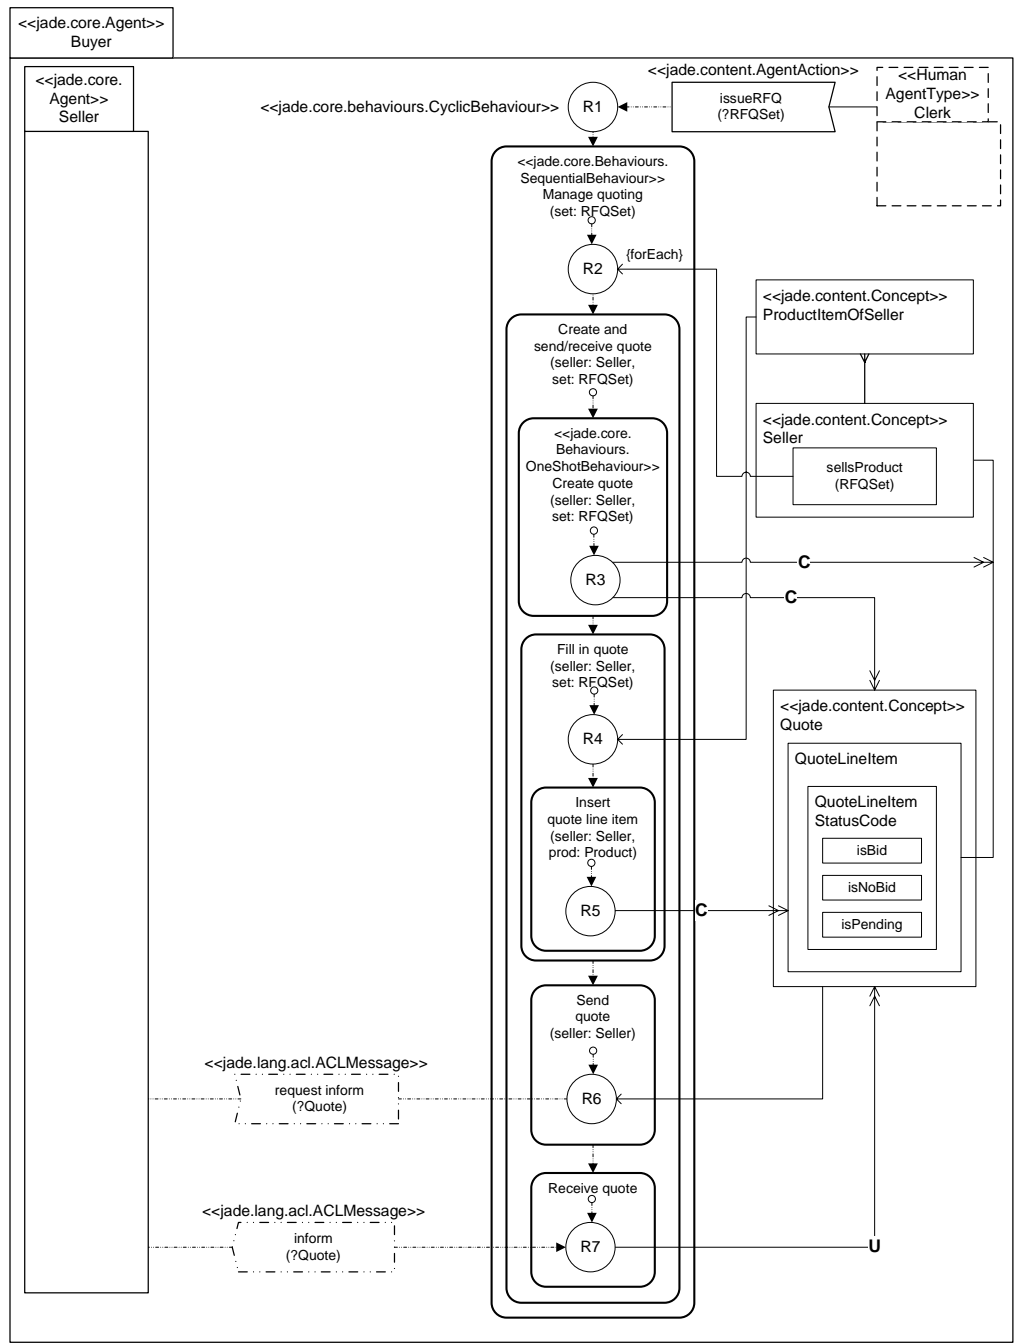 <<jade.core.Agent>>
Buyer
<<jade.core.
Agent>>
Seller
<<jade.content.AgentAction>>
<<Human
AgentType>>
Clerk
issueRFQ
(?RFQSet)
<<jade.core.behaviours.CyclicBehaviour>>
R1
<<jade.core.Behaviours.
SequentialBehaviour>>
Manage quoting
(set: RFQSet)
{forEach}
R2
<<jade.content.Concept>>
ProductItemOfSeller
Create and
send/receive quote
(seller: Seller,
set: RFQSet)
<<jade.content.Concept>>
Seller
sellsProduct
(RFQSet)
<<jade.core.
Behaviours.
OneShotBehaviour>>
Create quote
(seller: Seller,
set: RFQSet)
C
R3
C
Fill in quote
(seller: Seller,
set: RFQSet)
R4
<<jade.content.Concept>>
Quote
QuoteLineItem
QuoteLineItem
StatusCode
isBid
isNoBid
isPending
Insert
quote line item
(seller: Seller,
prod: Product)
R5
C
Send
quote
(seller: Seller)
<<jade.lang.acl.ACLMessage>>
request inform
(?Quote)
R6
Receive quote
<<jade.lang.acl.ACLMessage>>
inform
(?Quote)
R7
U